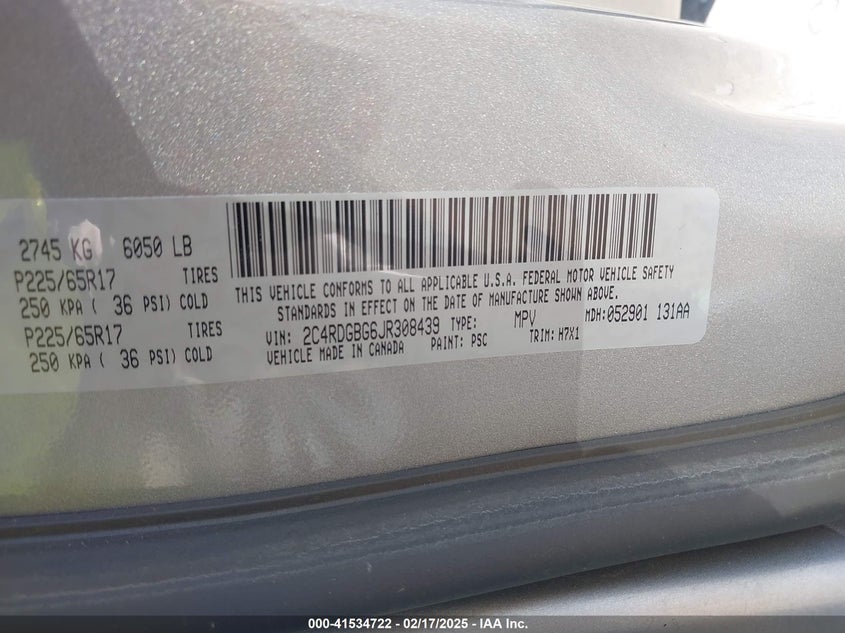 2745 KG 6050 LB
P225/65R17 TIRES
250 KPA ( 36 PSI) COLD
P225/65R17 TIRES
250 KPA ( 36 PSI) COLD
THIS VEHICLE CONFORMS TO ALL APPLICABLE U.S.A. FEDERAL MOTOR VEHICLE SAFETY
STANDARDS IN EFFECT ON THE DATE OF MANUFACTURE SHOWN ABOVE.
VIN: 2C4RDGBG6JR308439 TYPE: MPV MDH:052901 131AA
VEHICLE MADE IN CANADA PAINT: PSC TRIM: H7X1
000-41534722 — 02/17/2025 — IAA Inc.